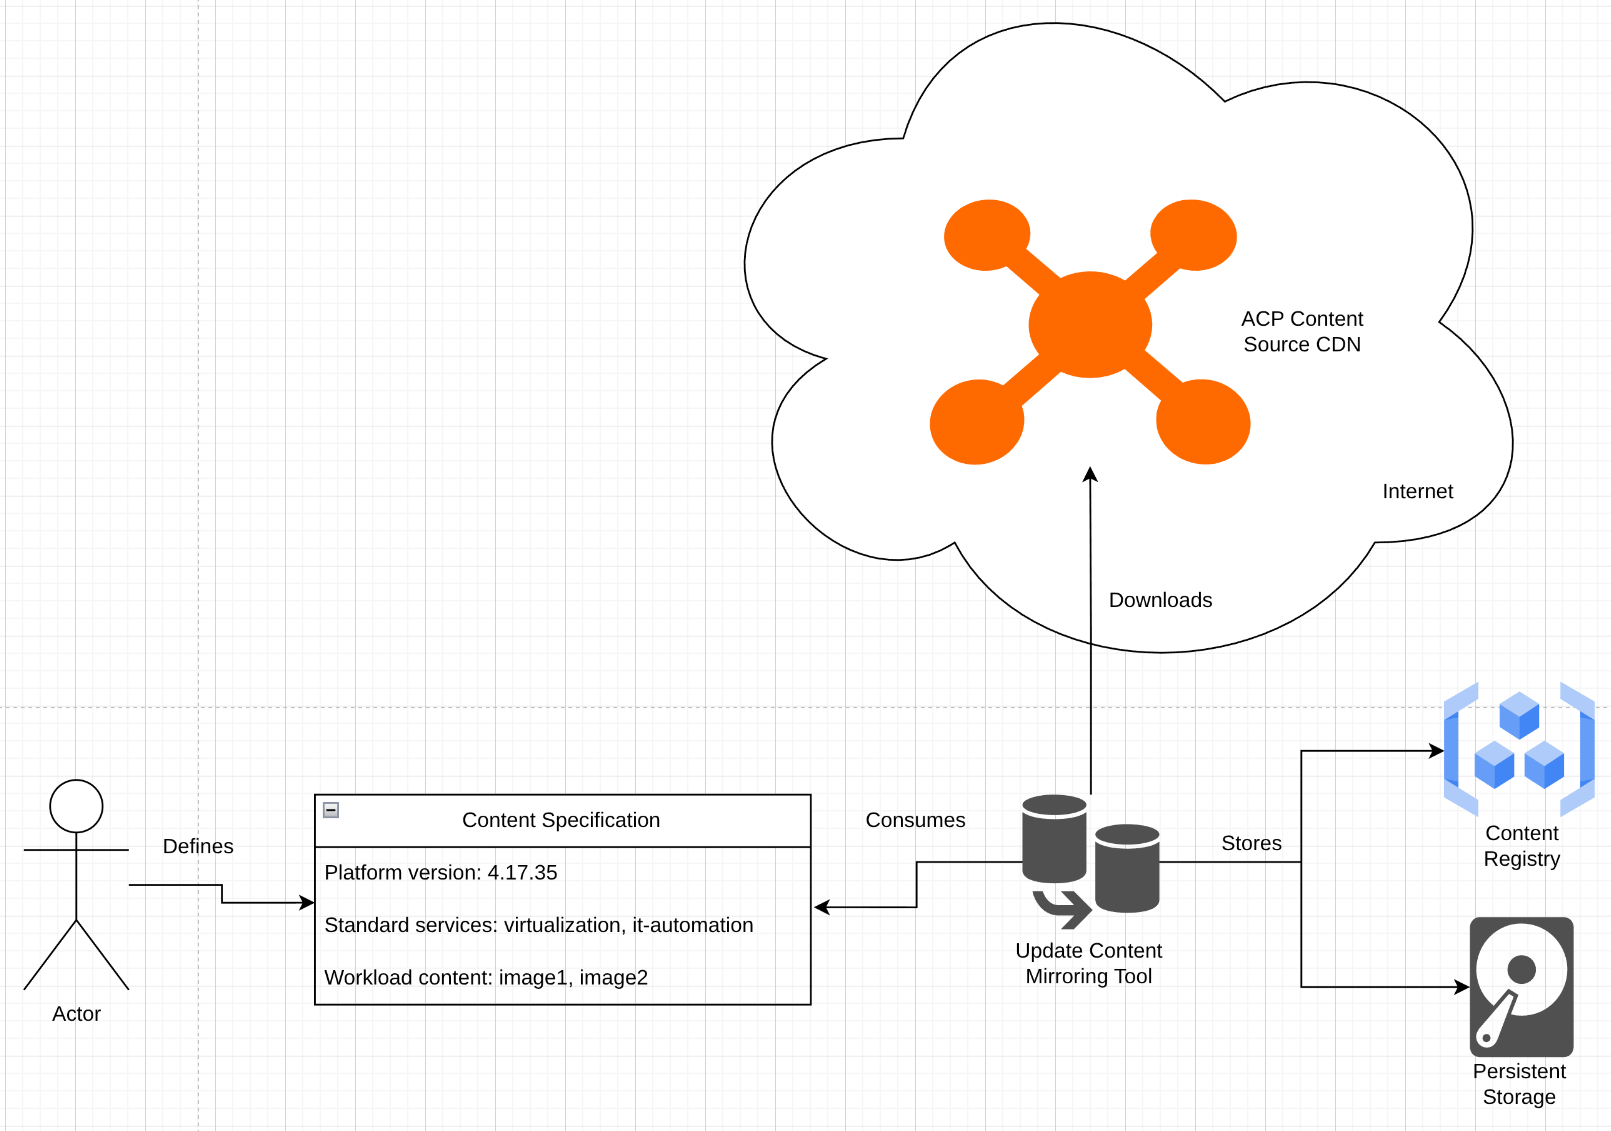 ACP Content
Source CDN
Internet
Downloads
Defines
Actor
Content Specification
Platform version: 4.17.35
Standard services: virtualization, it-automation
Workload content: image1, image2
Consumes
Update Content
Mirroring Tool
Stores
Content
Registry
Persistent
Storage